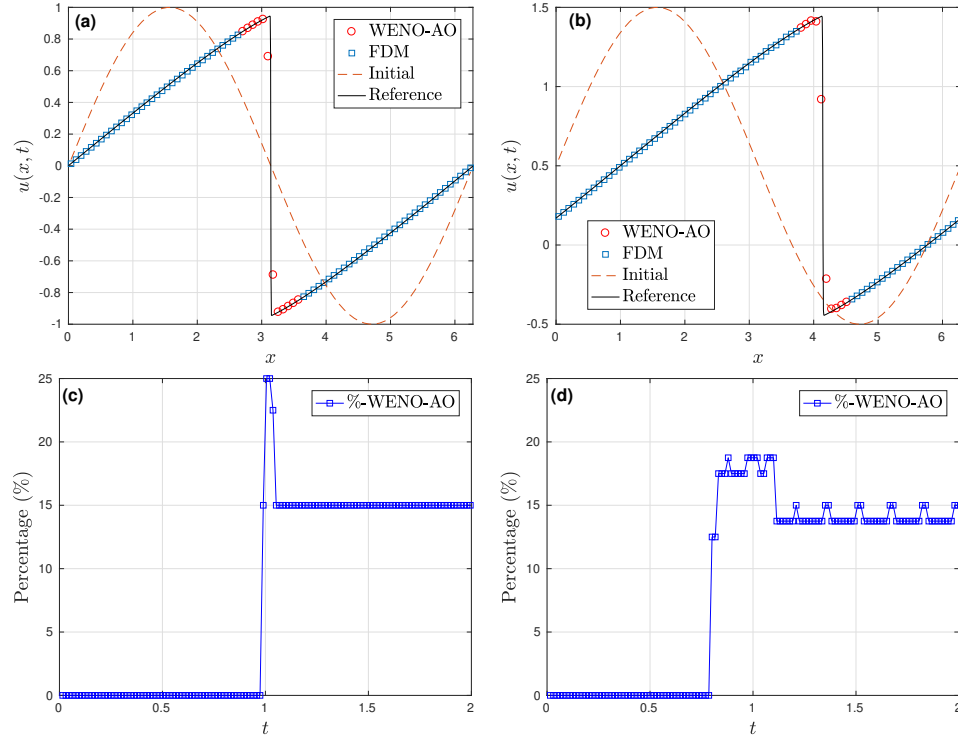 (a)
WENO-AO
FDM
Initial
Reference
1
0.8
0.6
0.4
0.2
0
-0.2
-0.4
-0.6
-0.8
-1
u(x, t)
0 1 2 3 4 5 6
x
(b)
WENO-AO
FDM
Initial
Reference
1.5
1
0.5
0
-0.5
u(x, t)
0 1 2 3 4 5 6
x
(c)
%-WENO-AO
25
20
15
10
5
0
Percentage (%)
0 0.5 1 1.5 2
t
(d)
%-WENO-AO
25
20
15
10
5
0
Percentage (%)
0 0.5 1 1.5 2
t